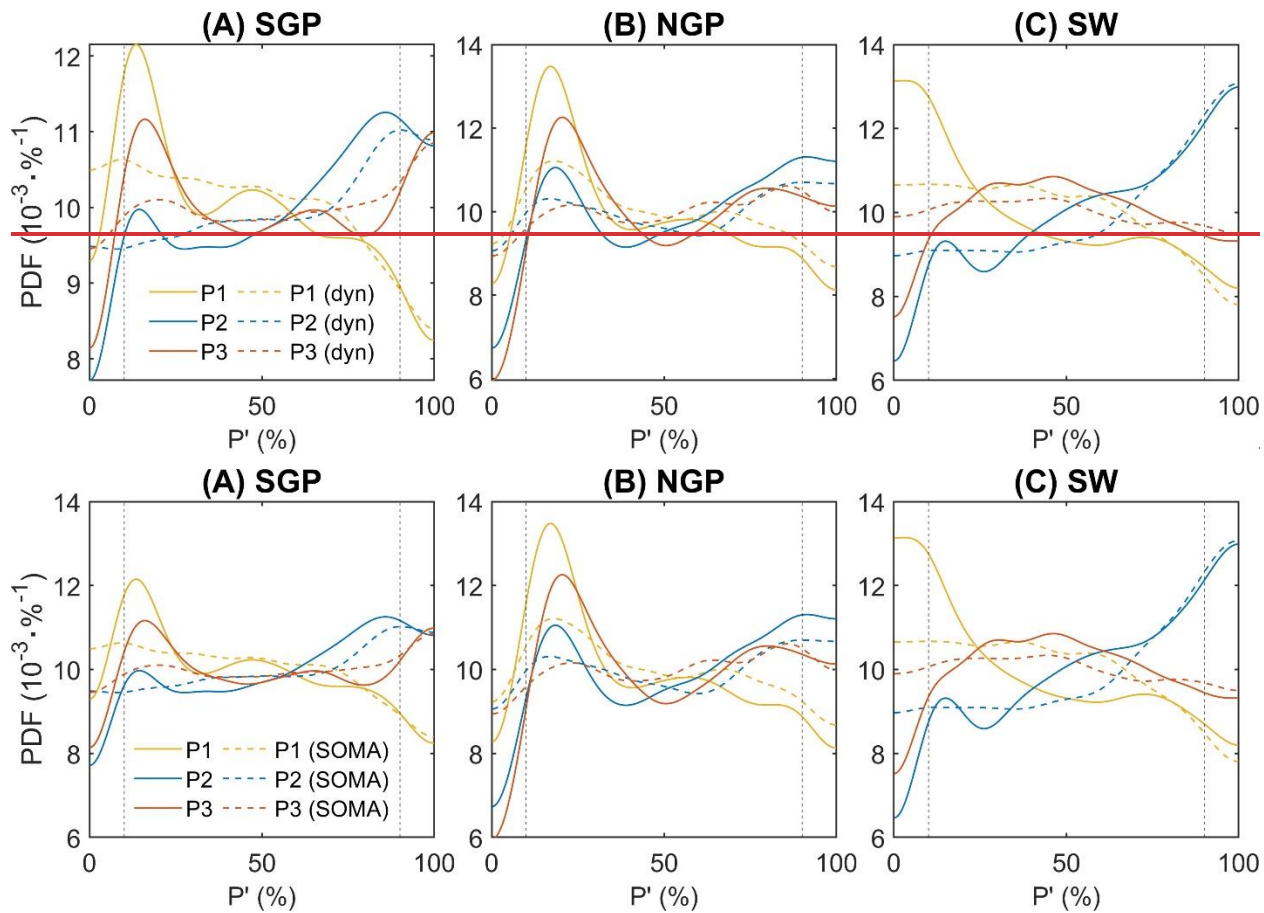 (A) SGP (B) NGP (C) SW
PDF (10⁻³·%⁻¹)
12
11
10
9
8
14
12
10
8
6
14
12
10
8
6
P1 P1 (dyn)
P2 P2 (dyn)
P3 P3 (dyn)
0 50 100 0 50 100 0 50 100
P' (%) P' (%) P' (%)
(A) SGP (B) NGP (C) SW
PDF (10⁻³·%⁻¹)
14
12
10
8
6
14
12
10
8
6
14
12
10
8
6
P1 P1 (SOMA)
P2 P2 (SOMA)
P3 P3 (SOMA)
0 50 100 0 50 100 0 50 100
P' (%) P' (%) P' (%)